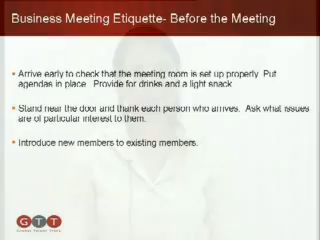 Business Meeting Etiquette- Before the Meeting
• Arrive early to check that the meeting room is set up properly. Put
agendas in place. Provide for drinks and a light snack.
• Stand near the door and thank each person who arrives. Ask what issues
are of particular interest to them.
• Introduce new members to existing members.
GTT